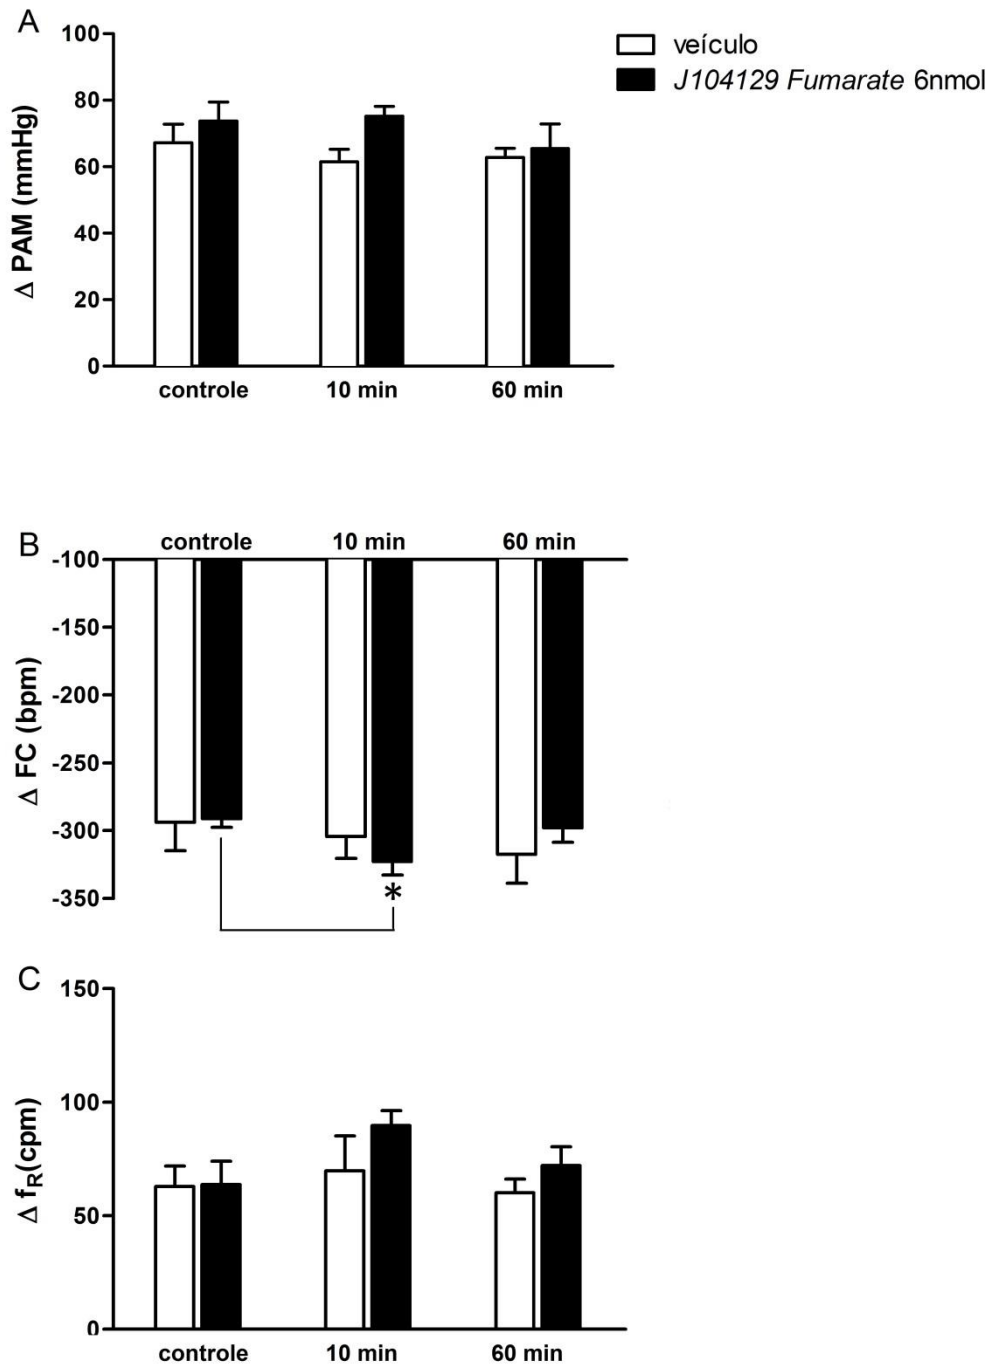 A
100
80
60
40
20
0
Δ PAM (mmHg)
controle 10 min 60 min
veículo
J104129 Fumarate 6nmol
B
controle 10 min 60 min
-100
-150
-200
-250
-300
-350
Δ FC (bpm)
*
C
150
100
50
0
Δ fR(cpm)
controle 10 min 60 min